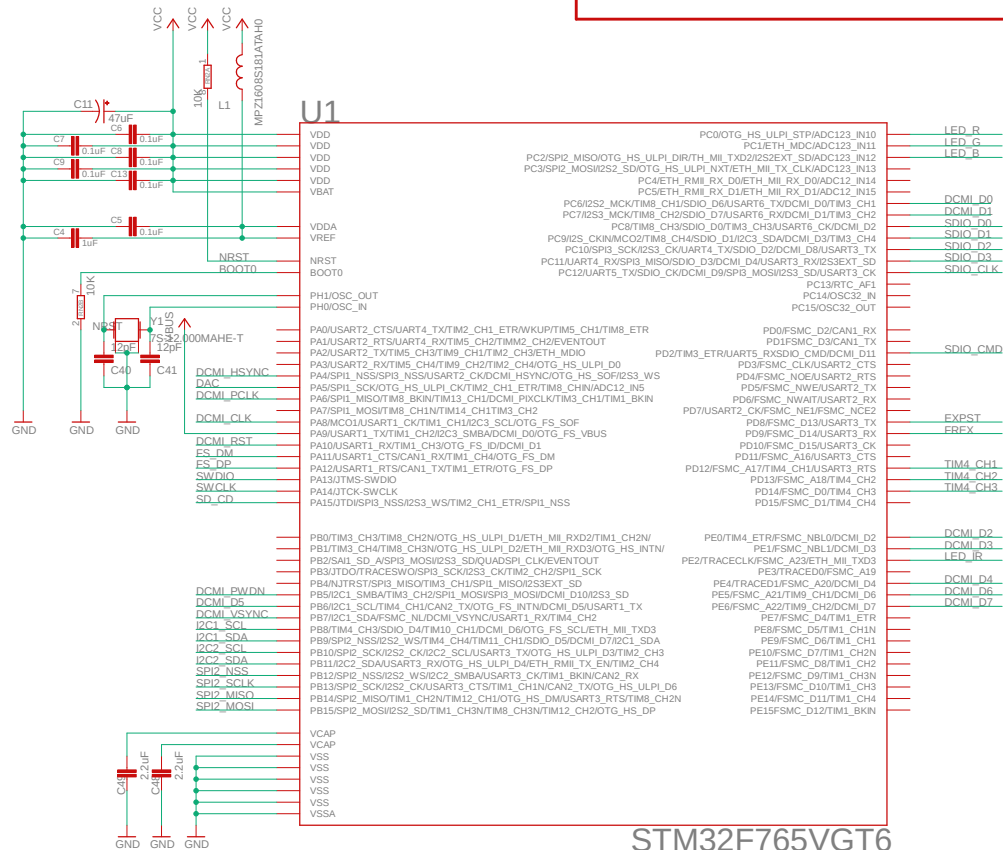 VCC
VCC
VCC
MPZ1608S181ATAH0
10K
1
8
L1
C11
47uF
C6
0.1uF
C7
0.1uF
C8
0.1uF
C9
0.1uF
C13
0.1uF
C5
0.1uF
C4
1uF
NRST
BOOT0
10K
7
2
NRST
Y1
VBUS
7S-12.000MAHE-T
12pF
12pF
C40
C41
GND
GND
GND
DCMI_HSYNC
DAC
DCMI_PCLK
DCMI_CLK
DCMI_RST
FS_DM
FS_DP
SWDIO
SWCLK
SD_CD
DCMI_PWDN
DCMI_D5
DCMI_VSYNC
I2C1_SCL
I2C1_SDA
I2C2_SCL
I2C2_SDA
SPI2_NSS
SPI2_SCLK
SPI2_MISO
SPI2_MOSI
C49
2.2uF
C48
2.2uF
GND
GND
GND
U1
VDD
VDD
VDD
VDD
VDD
VBAT
VDDA
VREF
NRST
BOOT0
PH1/OSC_OUT
PH0/OSC_IN
PA0/USART2_CTS/UART4_TX/TIM2_CH1_ETR/WKUP/TIM5_CH1/TIM8_ETR
PA1/USART2_RTS/UART4_RX/TIM5_CH2/TIMM2_CH2/EVENTOUT
PA2/USART2_TX/TIM5_CH3/TIM9_CH1/TIM2_CH3/ETH_MDIO
PA3/USART2_RX/TIM5_CH4/TIM9_CH2/TIM2_CH4/OTG_HS_ULPI_D0
PA4/SPI1_NSS/SPI3_NSS/USART2_CK/DCMI_HSYNC/OTG_HS_SOF/I2S3_WS
PA5/SPI1_SCK/OTG_HS_ULPI_CK/TIM2_CH1_ETR/TIM8_CHIN/ADC12_IN5
PA6/SPI1_MISO/TIM8_BKIN/TIM13_CH1/DCMI_PIXCLK/TIM3_CH1/TIM1_BKIN
PA7/SPI1_MOSI/TIM8_CH1N/TIM14_CH1TIM3_CH2
PA8/MCO1/USART1_CK/TIM1_CH1/I2C3_SCL/OTG_FS_SOF
PA9/USART1_TX/TIM1_CH2/I2C3_SMBA/DCMI_D0/OTG_FS_VBUS
PA10/USART1_RX/TIM1_CH3/OTG_FS_ID/DCMI_D1
PA11/USART1_CTS/CAN1_RX/TIM1_CH4/OTG_FS_DM
PA12/USART1_RTS/CAN1_TX/TIM1_ETR/OTG_FS_DP
PA13/JTMS-SWDIO
PA14/JTCK-SWCLK
PA15/JTDI/SPI3_NSS/I2S3_WS/TIM2_CH1_ETR/SPI1_NSS
PB0/TIM3_CH3/TIM8_CH2N/OTG_HS_ULPI_D1/ETH_MII_RXD2/TIM1_CH2N/
PB1/TIM3_CH4/TIM8_CH3N/OTG_HS_ULPI_D2/ETH_MII_RXD3/OTG_HS_INTN/
PB2/SAI1_SD_A/SPI3_MOSI/I2S3_SD/QUADSPI_CLK/EVENTOUT
PB3/JTDO/TRACESWO/SPI3_SCK/I2S3_CK/TIM2_CH2/SPI1_SCK
PB4/NJTRST/SPI3_MISO/TIM3_CH1/SPI1_MISO/I2S3EXT_SD
PB5/I2C1_SMBA/TIM3_CH2/SPI1_MOSI/SPI3_MOSI/DCMI_D10/I2S3_SD
PB6/I2C1_SCL/TIM4_CH1/CAN2_TX/OTG_FS_INTN/DCMI_D5/USART1_TX
PB7/I2C1_SDA/FSMC_NL/DCMI_VSYNC/USART1_RX/TIM4_CH2
PB8/TIM4_CH3/SDIO_D4/TIM10_CH1/DCMI_D6/OTG_FS_SCL/ETH_MII_TXD3
PB9/SPI2_NSS/I2S2_WS/TIM4_CH4/TIM11_CH1/SDIO_D5/DCMI_D7/I2C1_SDA
PB10/SPI2_SCK/I2S2_CK/I2C2_SCL/USART3_TX/OTG_HS_ULPI_D3/TIM2_CH3
PB11/I2C2_SDA/USART3_RX/OTG_HS_ULPI_D4/ETH_RMII_TX_EN/TIM2_CH4
PB12/SPI2_NSS/I2S2_WS/I2C2_SMBA/USART3_CK/TIM1_BKIN/CAN2_RX
PB13/SPI2_SCK/I2S2_CK/USART3_CTS/TIM1_CH1N/CAN2_TX/OTG_HS_ULPI_D6
PB14/SPI2_MISO/TIM1_CH2N/TIM12_CH1/OTG_HS_DM/USART3_RTS/TIM8_CH2N
PB15/SPI2_MOSI/I2S2_SD/TIM1_CH3N/TIM8_CH3N/TIM12_CH2/OTG_HS_DP
VCAP
VCAP
VSS
VSS
VSS
VSS
VSS
VSSA
PC0/OTG_HS_ULPI_STP/ADC123_IN10
PC1/ETH_MDC/ADC123_IN11
PC2/SPI2_MISO/OTG_HS_ULPI_DIR/TH_MII_TXD2/I2S2EXT_SD/ADC123_IN12
PC3/SPI2_MOSI/I2S2_SD/OTG_HS_ULPI_NXT/ETH_MII_TX_CLK/ADC123_IN13
PC4/ETH_RMII_RX_D0/ETH_MII_RX_D0/ADC12_IN14
PC5/ETH_RMII_RX_D1/ETH_MII_RX_D1/ADC12_IN15
PC6/I2S2_MCK/TIM8_CH1/SDIO_D6/USART6_TX/DCMI_D0/TIM3_CH1
PC7/I2S3_MCK/TIM8_CH2/SDIO_D7/USART6_RX/DCMI_D1/TIM3_CH2
PC8/TIM8_CH3/SDIO_D0/TIM3_CH3/USART6_CK/DCMI_D2
PC9/I2S_CKIN/MCO2/TIM8_CH4/SDIO_D1/I2C3_SDA/DCMI_D3/TIM3_CH4
PC10/SPI3_SCK/I2S3_CK/UART4_TX/SDIO_D2/DCMI_D8/USART3_TX
PC11/UART4_RX/SPI3_MISO/SDIO_D3/DCMI_D4/USART3_RX/I2S3EXT_SD
PC12/UART5_TX/SDIO_CK/DCMI_D9/SPI3_MOSI/I2S3_SD/USART3_CK
PC13/RTC_AF1
PC14/OSC32_IN
PC15/OSC32_OUT
PD0/FSMC_D2/CAN1_RX
PD1FSMC_D3/CAN1_TX
PD2/TIM3_ETR/UART5_RXSDIO_CMD/DCMI_D11
PD3/FSMC_CLK/USART2_CTS
PD4/FSMC_NOE/USART2_RTS
PD5/FSMC_NWE/USART2_TX
PD6/FSMC_NWAIT/USART2_RX
PD7/USART2_CK/FSMC_NE1/FSMC_NCE2
PD8/FSMC_D13/USART3_TX
PD9/FSMC_D14/USART3_RX
PD10/FSMC_D15/USART3_CK
PD11/FSMC_A16/USART3_CTS
PD12/FSMC_A17/TIM4_CH1/USART3_RTS
PD13/FSMC_A18/TIM4_CH2
PD14/FSMC_D0/TIM4_CH3
PD15/FSMC_D1/TIM4_CH4
PE0/TIM4_ETR/FSMC_NBL0/DCMI_D2
PE1/FSMC_NBL1/DCMI_D3
PE2/TRACECLK/FSMC_A23/ETH_MII_TXD3
PE3/TRACED0/FSMC_A19
PE4/TRACED1/FSMC_A20/DCMI_D4
PE5/FSMC_A21/TIM9_CH1/DCMI_D6
PE6/FSMC_A22/TIM9_CH2/DCMI_D7
PE7/FSMC_D4/TIM1_ETR
PE8/FSMC_D5/TIM1_CH1N
PE9/FSMC_D6/TIM1_CH1
PE10/FSMC_D7/TIM1_CH2N
PE11/FSMC_D8/TIM1_CH2
PE12/FSMC_D9/TIM1_CH3N
PE13/FSMC_D10/TIM1_CH3
PE14/FSMC_D11/TIM1_CH4
PE15FSMC_D12/TIM1_BKIN
LED_R
LED_G
LED_B
DCMI_D0
DCMI_D1
SDIO_D0
SDIO_D1
SDIO_D2
SDIO_D3
SDIO_CLK
SDIO_CMD
EXPST
FREX
TIM4_CH1
TIM4_CH2
TIM4_CH3
DCMI_D2
DCMI_D3
LED_IR
DCMI_D4
DCMI_D6
DCMI_D7
STM32F765VGT6